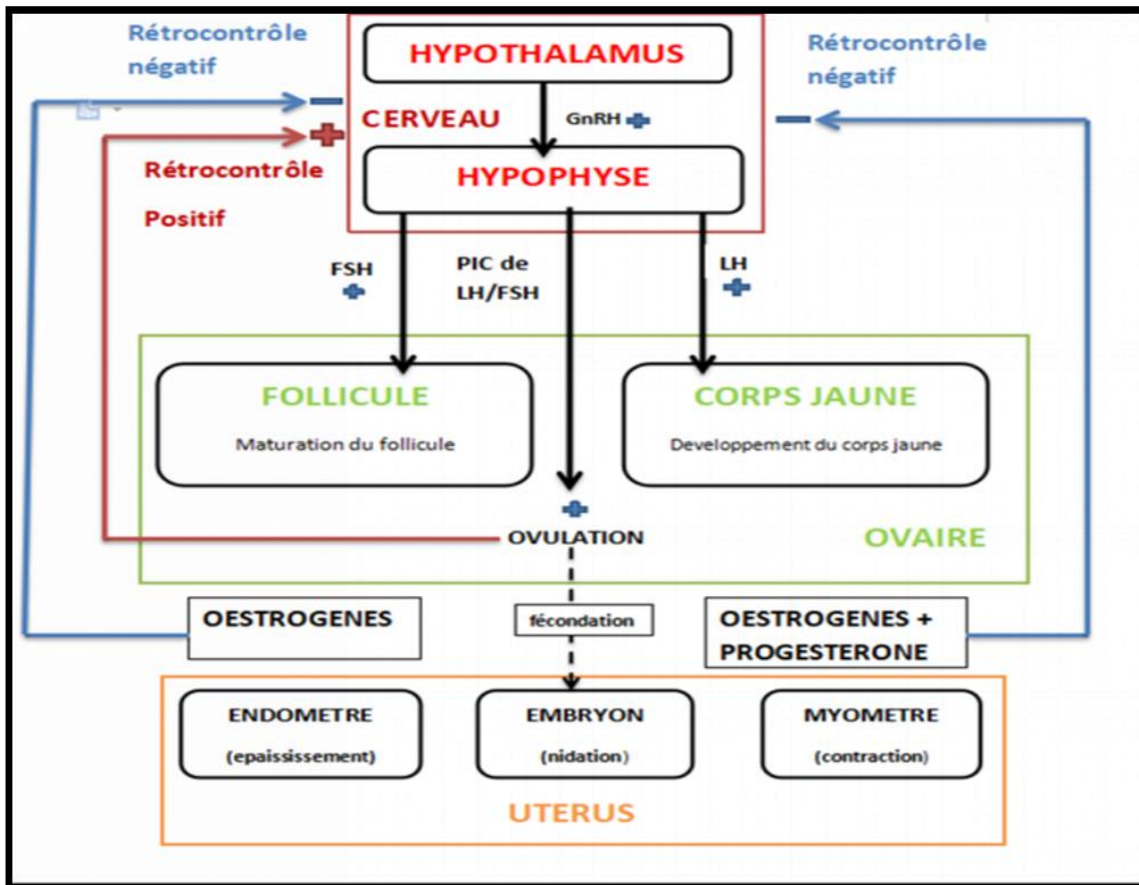 Rétrocontrôle
négatif
HYPOTHALAMUS
Rétrocontrôle
négatif
CERVEAU
GnRH
HYPOPHYSE
Rétrocontrôle
Positif
FSH
PIC de
LH/FSH
LH
FOLLICULE
Maturation du follicule
CORPS JAUNE
Developpement du corps jaune
OVULATION
OVAIRE
OESTROGENES
fécondation
OESTROGENES +
PROGESTERONE
ENDOMETRE
(epaississement)
EMBRYON
(nidation)
MYOMETRE
(contraction)
UTERUS